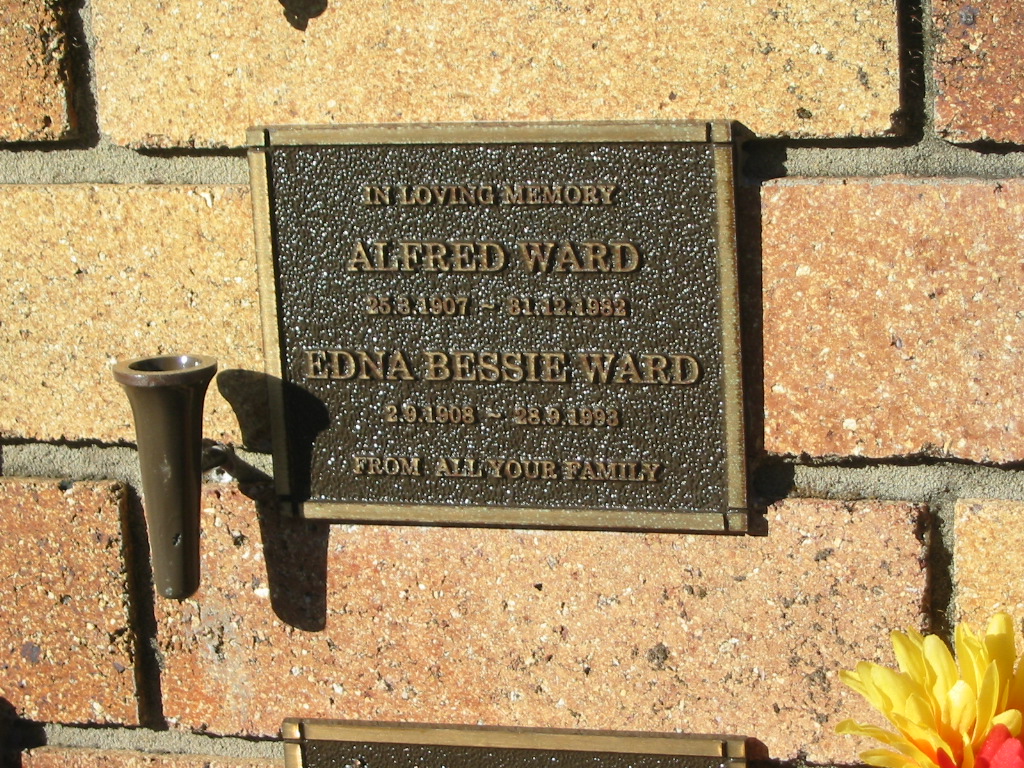 IN LOVING MEMORY
ALFRED WARD
25.3.1907 ~ 31.12.1982
EDNA BESSIE WARD
2.9.1908 ~ 28.9.1993
FROM ALL YOUR FAMILY